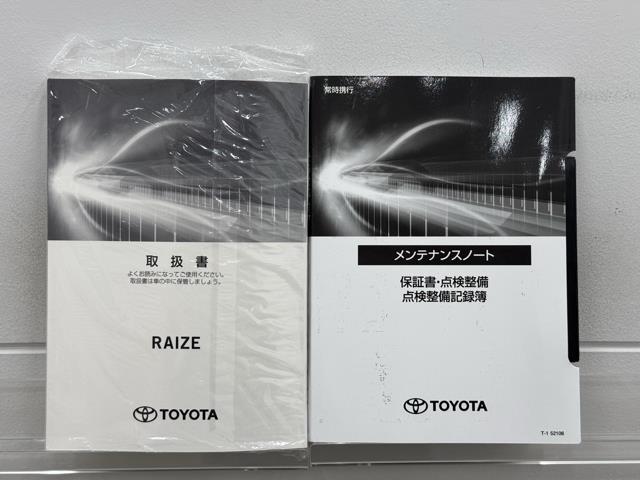 取扱書
よくお読みになってご使用ください。
取扱書は車の中に保管しましょう。
RAIZE
TOYOTA
常時携行
メンテナンスノート
保証書・点検整備
点検整備記録簿
TOYOTA
T-1 52108